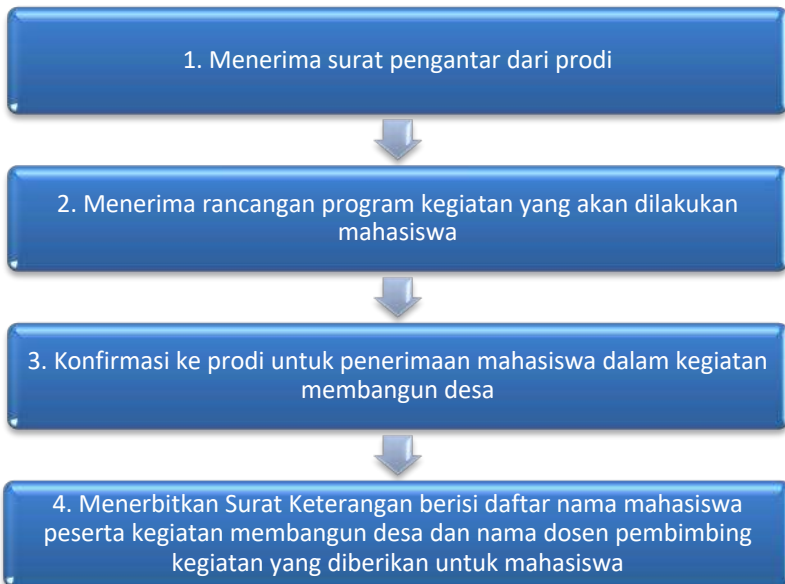 1. Menerima surat pengantar dari prodi
2. Menerima rancangan program kegiatan yang akan dilakukan
mahasiswa
3. Konfirmasi ke prodi untuk penerimaan mahasiswa dalam kegiatan
membangun desa
4. Menerbitkan Surat Keterangan berisi daftar nama mahasiswa
peserta kegiatan membangun desa dan nama dosen pembimbing
kegiatan yang diberikan untuk mahasiswa